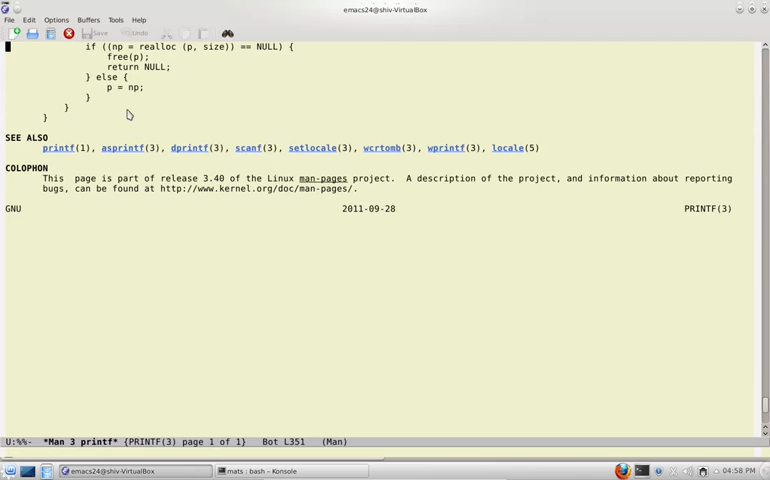 emacs24@shiv-VirtualBox
File Edit Options Buffers Tools Help
Save Undo
if ((np = realloc (p, size)) == NULL) {
free(p);
return NULL;
} else {
p = np;
}
}
}
SEE ALSO
printf(1), asprintf(3), dprintf(3), scanf(3), setlocale(3), wcrtomb(3), wprintf(3), locale(5)
COLOPHON
This page is part of release 3.40 of the Linux man-pages project. A description of the project, and information about reporting
bugs, can be found at http://www.kernel.org/doc/man-pages/.
GNU 2011-09-28 PRINTF(3)
U:%%- *Man 3 printf* {PRINTF(3) page 1 of 1} Bot L351 (Man)
emacs24@shiv-VirtualBox mats : bash – Konsole 04:58 PM